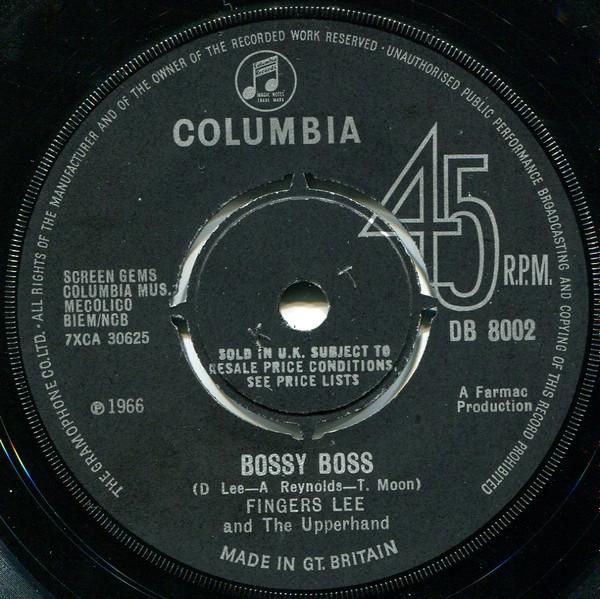 THE GRAMOPHONE CO. LTD. · ALL RIGHTS OF THE MANUFACTURER AND OF THE OWNER OF THE RECORDED WORK RESERVED · UNAUTHORISED PUBLIC PERFORMANCE BROADCASTING AND COPYING OF THIS RECORD PROHIBITED
Columbia
Records
MAGIC NOTES
TRADE MARK
COLUMBIA
45
R.P.M.
SCREEN GEMS
COLUMBIA MUS.
MECOLICO
BIEM/NCB
7XCA 30625
DB 8002
T
K
SOLD IN U.K. SUBJECT TO
RESALE PRICE CONDITIONS,
SEE PRICE LISTS
Ⓟ 1966
A Farmac
Production
BOSSY BOSS
(D Lee—A Reynolds—T. Moon)
FINGERS LEE
and The Upperhand
MADE IN GT. BRITAIN